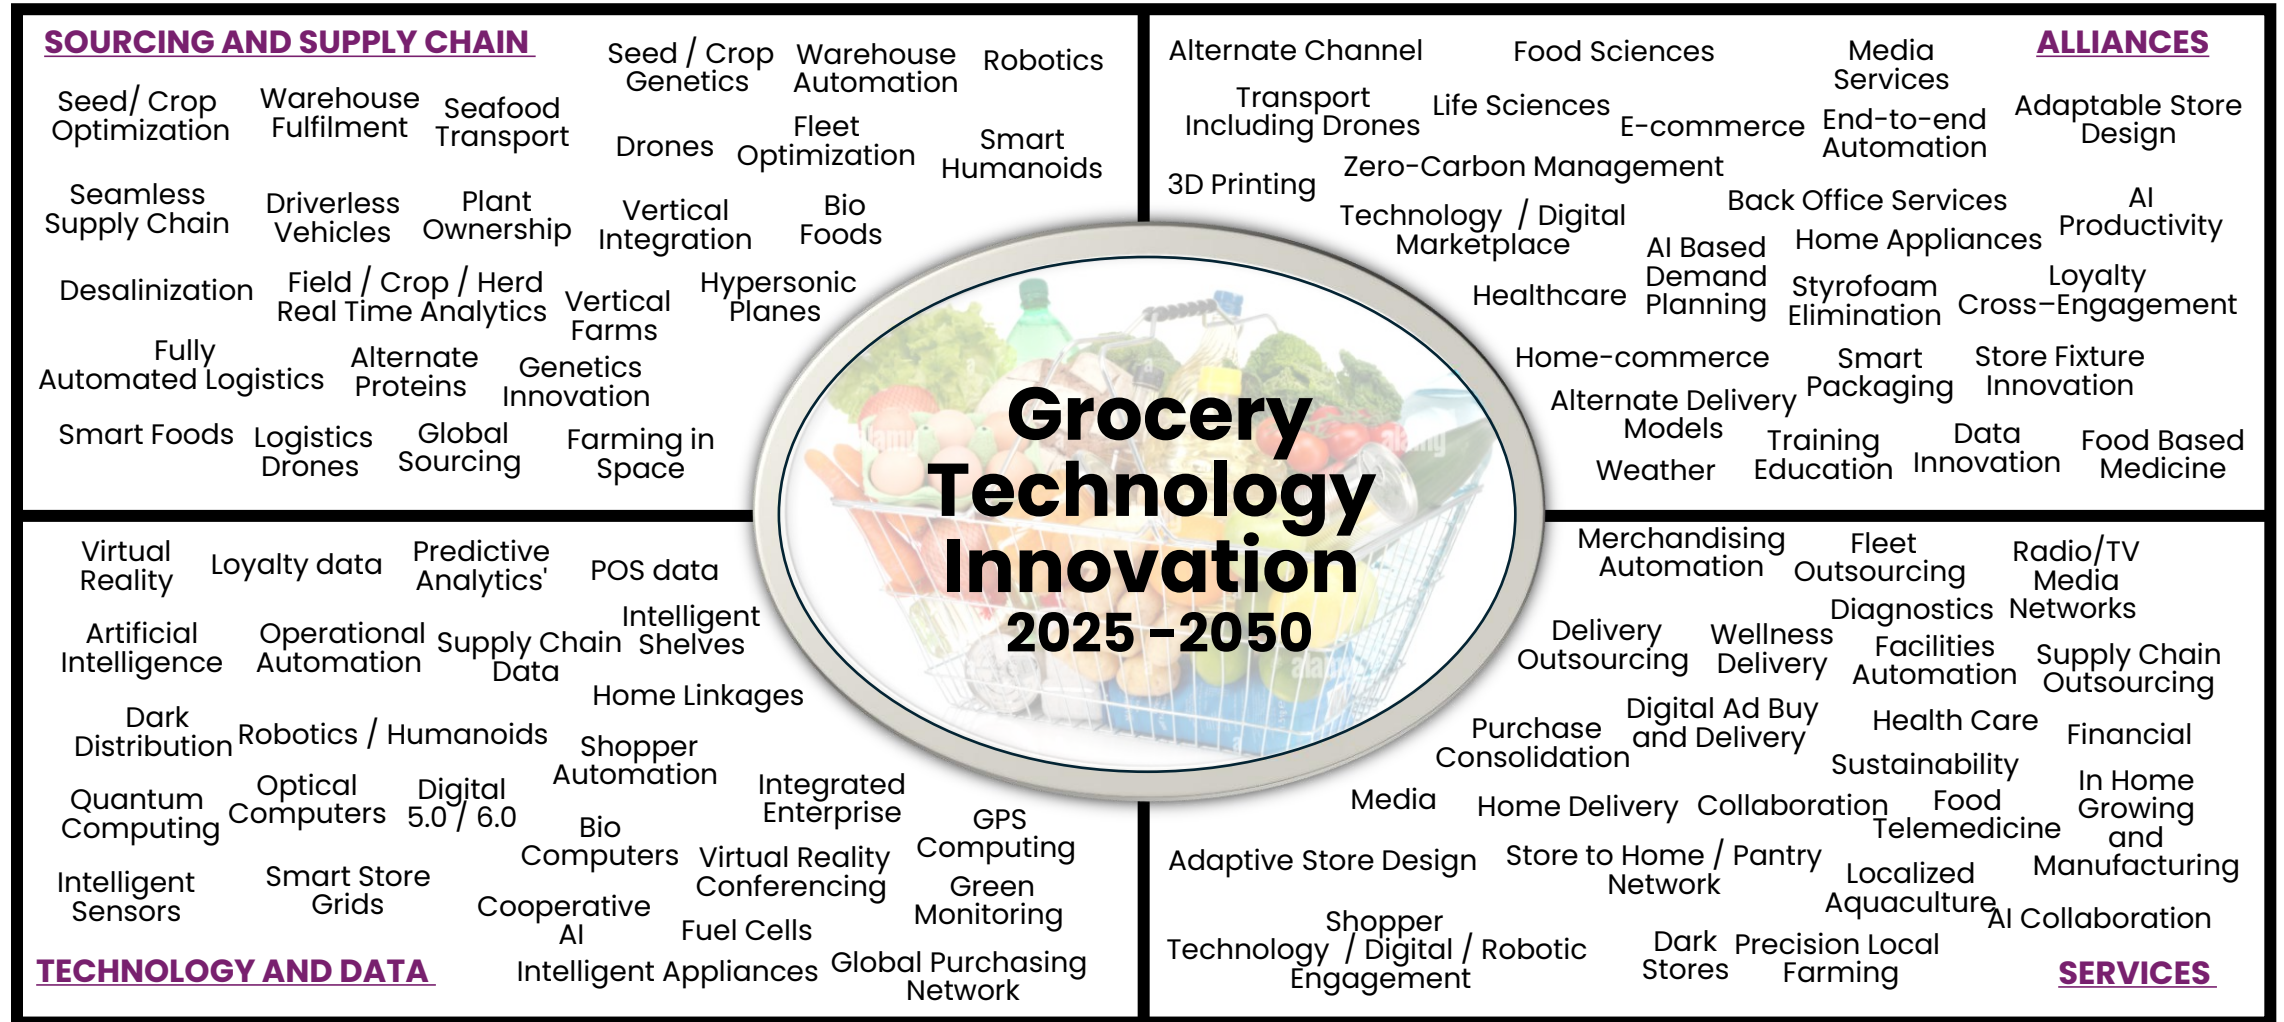 SOURCING AND SUPPLY CHAIN
Seed / Crop
Genetics
Warehouse
Automation
Robotics
Seed/ Crop
Optimization
Warehouse
Fulfilment
Seafood
Transport
Drones
Fleet
Optimization
Smart
Humanoids
Seamless
Supply Chain
Driverless
Vehicles
Plant
Ownership
Vertical
Integration
Bio
Foods
Desalinization
Field / Crop / Herd
Real Time Analytics
Vertical
Farms
Hypersonic
Planes
Fully
Automated Logistics
Alternate
Proteins
Genetics
Innovation
Smart Foods
Logistics
Drones
Global
Sourcing
Farming in
Space
ALLIANCES
Alternate Channel
Food Sciences
Media
Services
Transport
Including Drones
Life Sciences
E-commerce
End-to-end
Automation
Adaptable Store
Design
3D Printing
Zero-Carbon Management
Back Office Services
AI
Productivity
Technology / Digital
Marketplace
AI Based
Demand
Planning
Home Appliances
Healthcare
Styrofoam
Elimination
Loyalty
Cross–Engagement
Home-commerce
Smart
Packaging
Store Fixture
Innovation
Alternate Delivery
Models
Weather
Training
Education
Data
Innovation
Food Based
Medicine
Grocery
Technology
Innovation
2025 –2050
alamy
alamy
alamy
a
a
a
Virtual
Reality
Loyalty data
Predictive
Analytics'
POS data
Artificial
Intelligence
Operational
Automation
Supply Chain
Data
Intelligent
Shelves
Home Linkages
Dark
Distribution
Robotics / Humanoids
Shopper
Automation
Quantum
Computing
Optical
Computers
Digital
5.0 / 6.0
Bio
Computers
Integrated
Enterprise
GPS
Computing
Virtual Reality
Conferencing
Intelligent
Sensors
Smart Store
Grids
Cooperative
AI
Fuel Cells
Green
Monitoring
TECHNOLOGY AND DATA
Intelligent Appliances
Global Purchasing
Network
Merchandising
Automation
Fleet
Outsourcing
Radio/TV
Media
Networks
Diagnostics
Delivery
Outsourcing
Wellness
Delivery
Facilities
Automation
Supply Chain
Outsourcing
Purchase
Consolidation
Digital Ad Buy
and Delivery
Health Care
Financial
Sustainability
Media
Home Delivery
Collaboration
Food
Telemedicine
In Home
Growing
and
Manufacturing
Adaptive Store Design
Store to Home / Pantry
Network
Localized
Aquaculture
AI Collaboration
Shopper
Technology / Digital / Robotic
Engagement
Dark
Stores
Precision Local
Farming
SERVICES